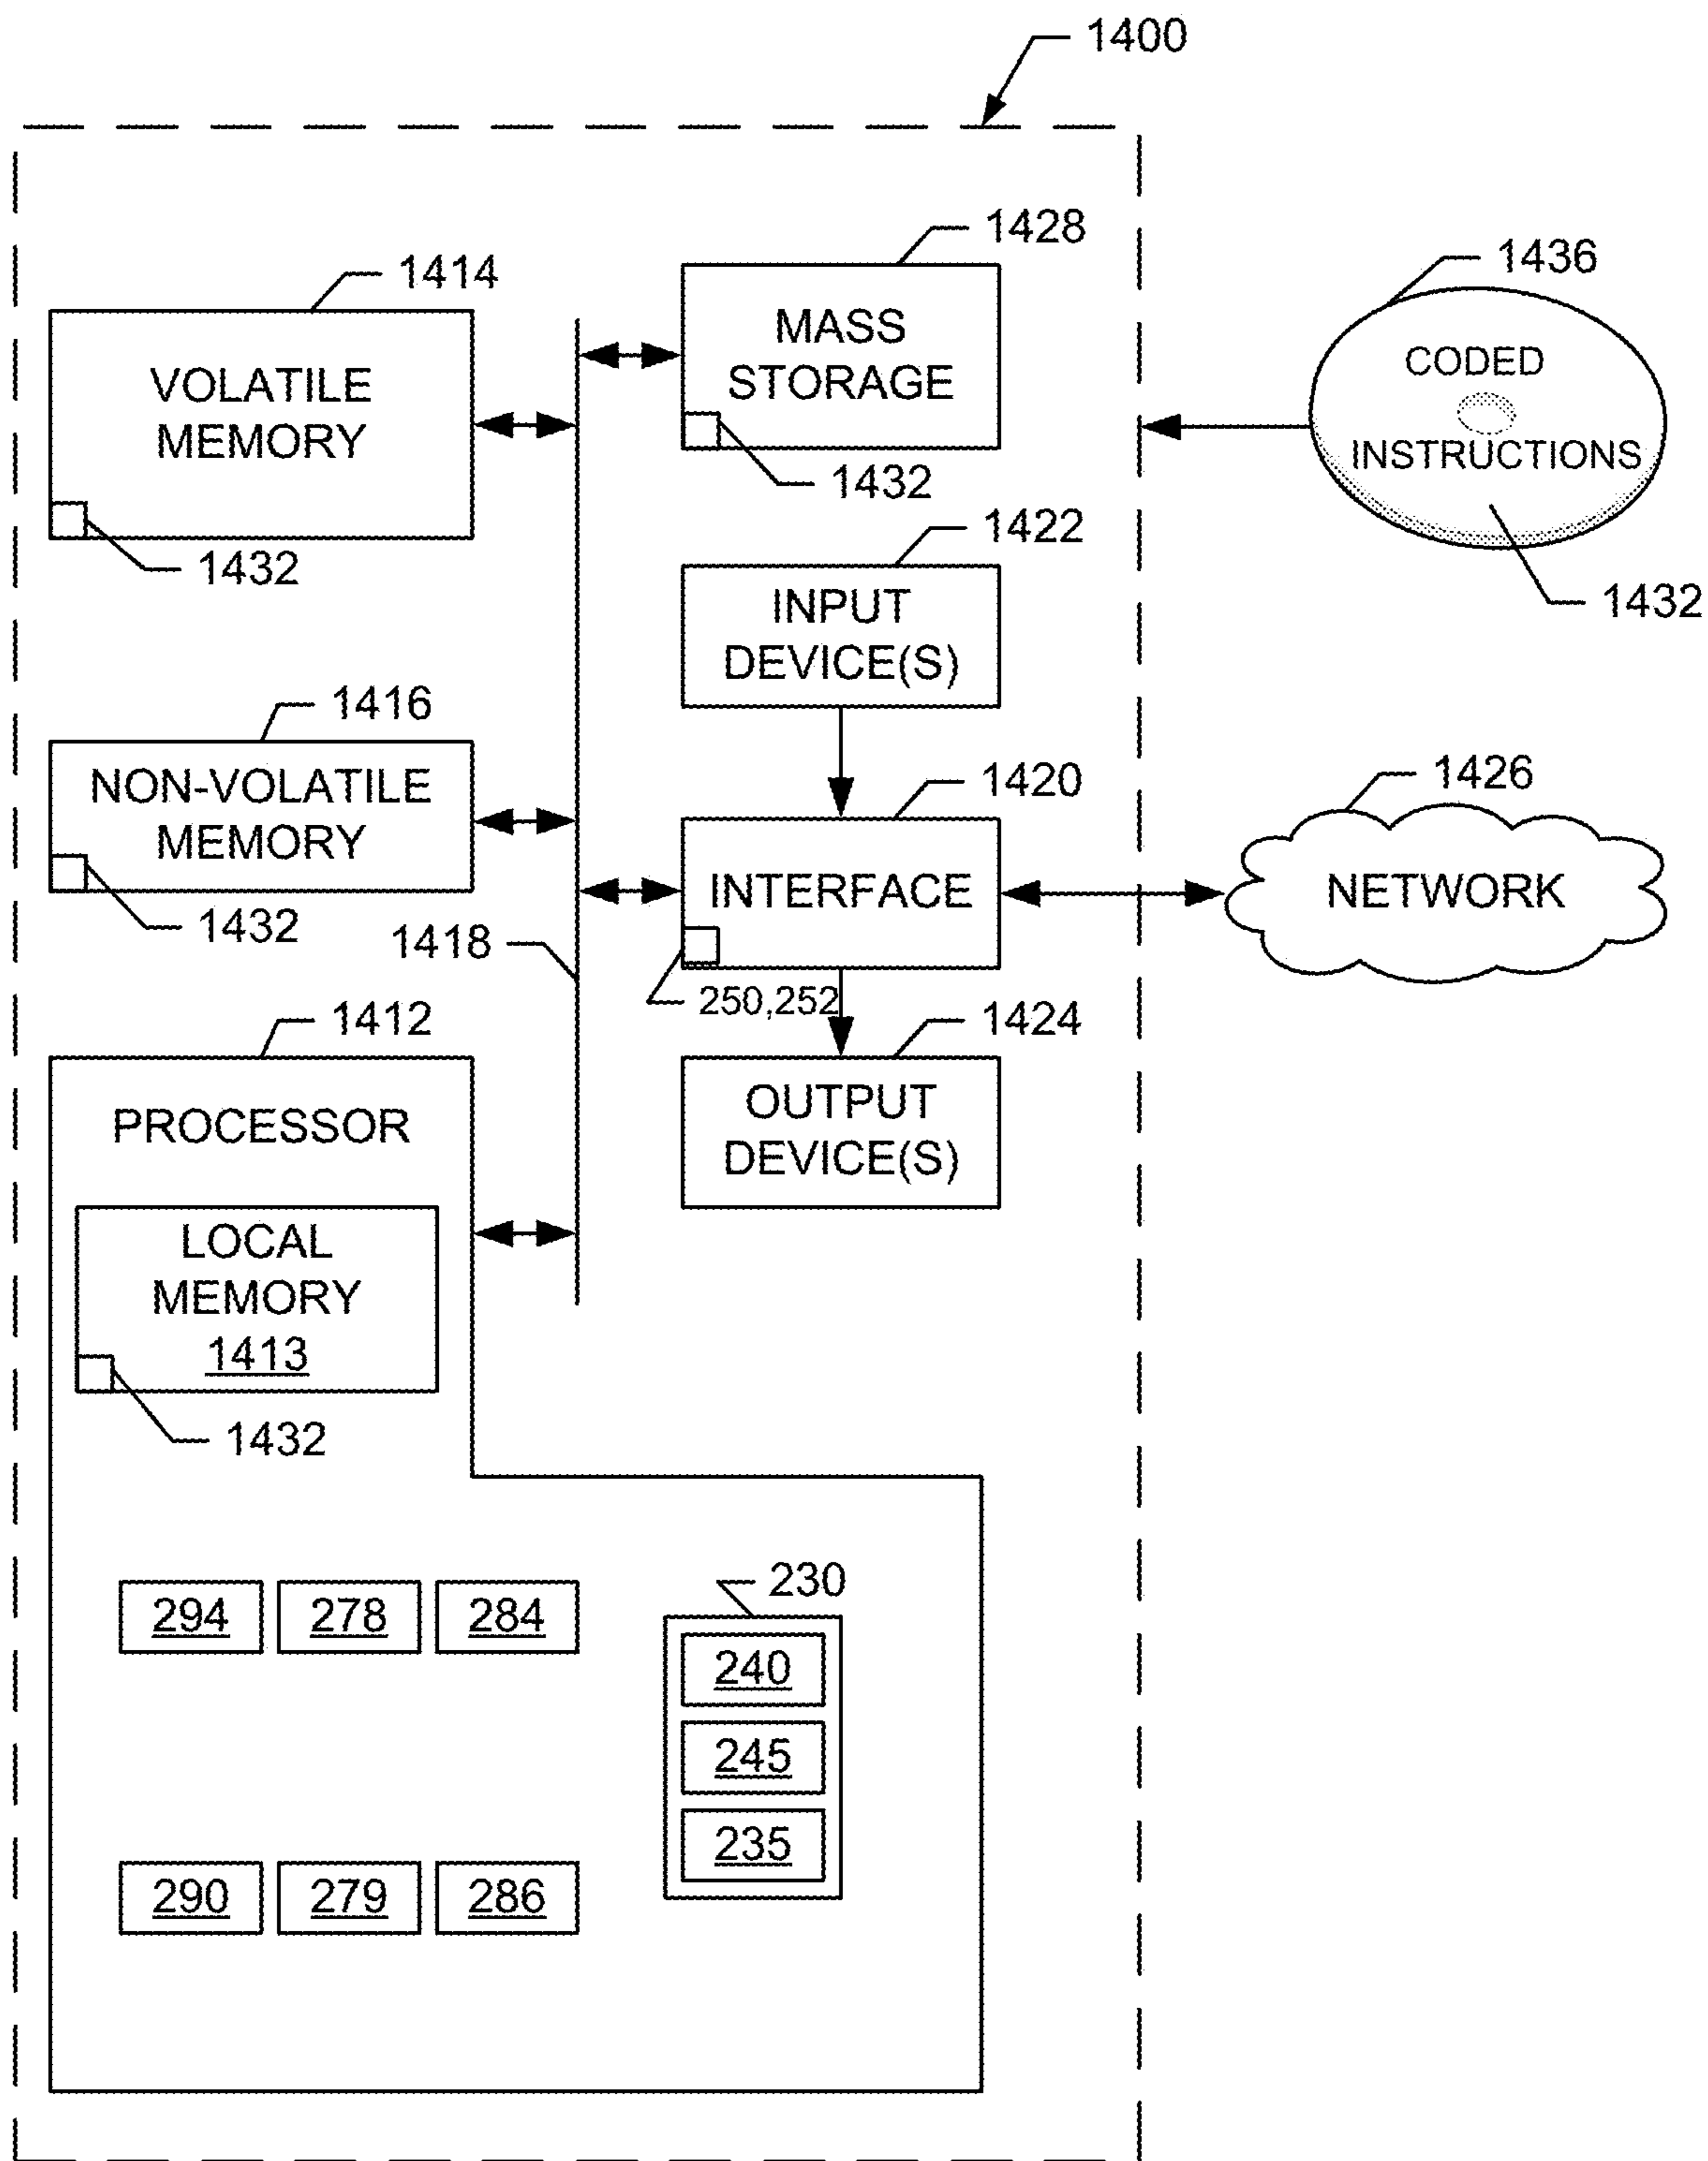 1400
1428
1414
MASS
STORAGE
1436
CODED
INSTRUCTIONS
VOLATILE
MEMORY
1432
1432
1422
1432
INPUT
DEVICE(S)
1416
NON-VOLATILE
MEMORY
1420
1426
INTERFACE
NETWORK
1432
1418
250,252
1412
1424
PROCESSOR
OUTPUT
DEVICE(S)
LOCAL
MEMORY
1413
1432
230
294 278 284
240
245
235
290 279 286